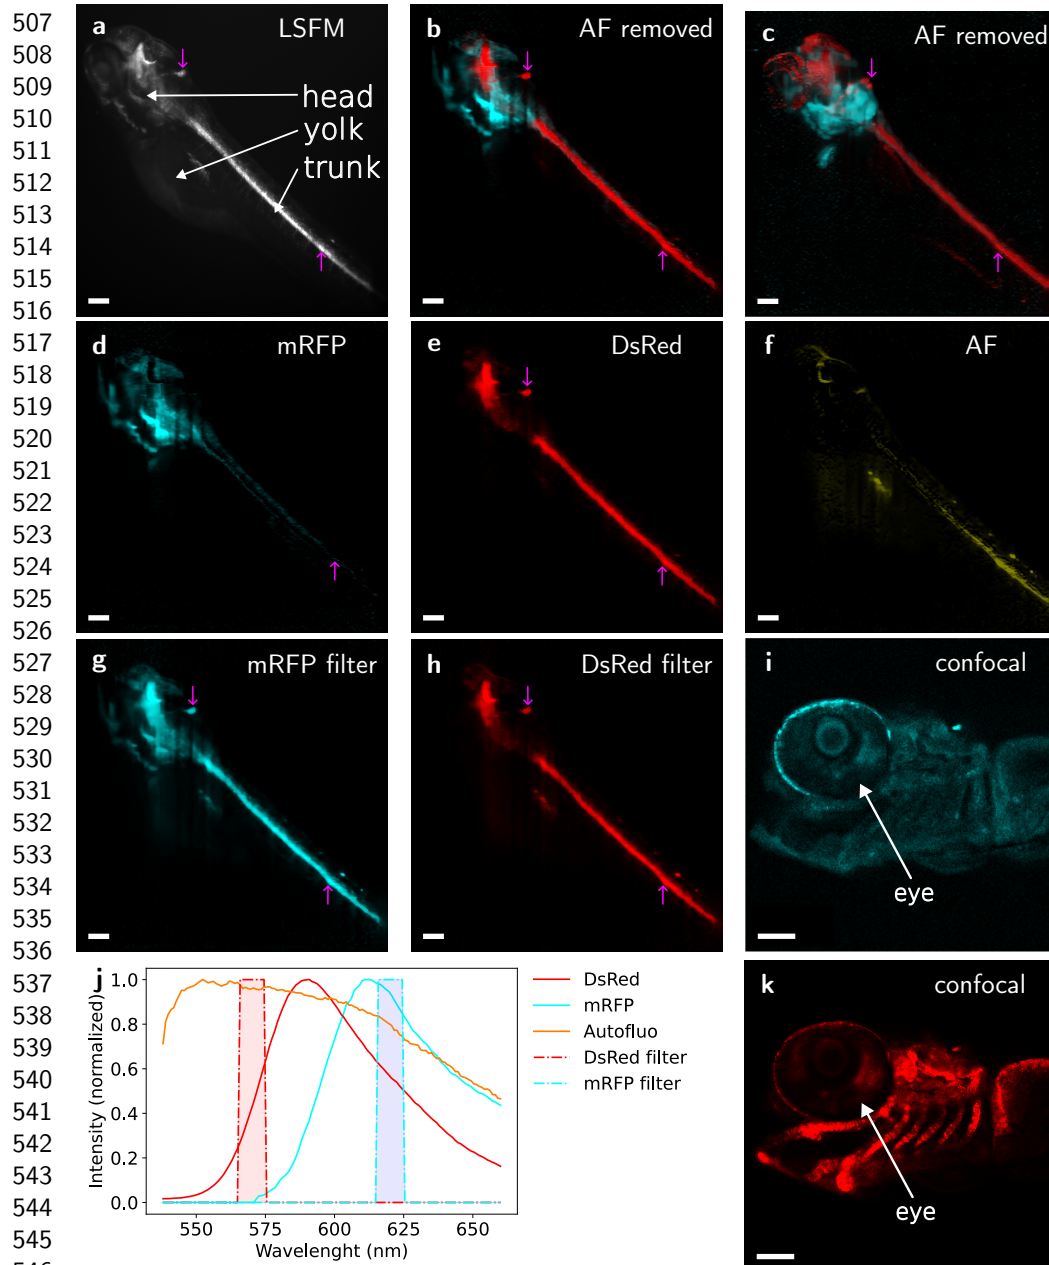 507
508
509
510
511
512
513
514
515
516
517
518
519
520
521
522
523
524
525
526
527
528
529
530
531
532
533
534
535
536
537
538
539
540
541
542
543
544
545
a LSFM
head
yolk
trunk
b AF removed
c AF removed
d mRFP
e DsRed
f AF
g mRFP filter
h DsRed filter
i confocal
eye
j
Intensity (normalized)
1.0
0.8
0.6
0.4
0.2
0.0
550 575 600 625 650
Wavelenght (nm)
DsRed
mRFP
Autofluo
DsRed filter
mRFP filter
k confocal
eye